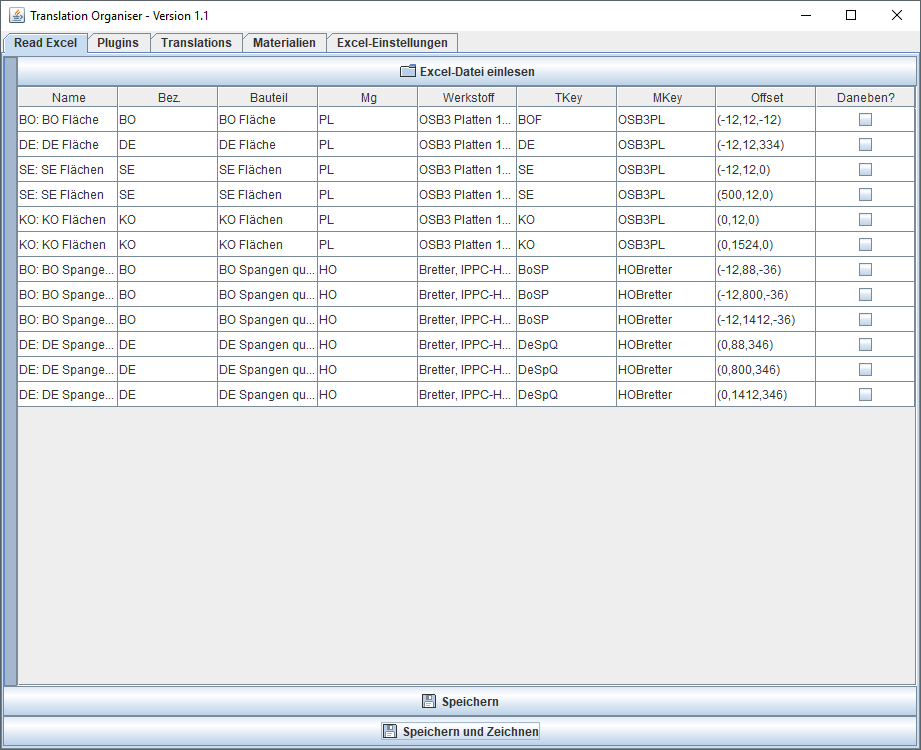 Translation Organiser - Version 1.1
Read Excel Plugins Translations Materialien Excel-Einstellungen
Excel-Datei einlesen
Name Bez. Bauteil Mg Werkstoff TKey MKey Offset Daneben?
BO: BO Fläche BO BO Fläche PL OSB3 Platten 1... BOF OSB3PL (-12,12,-12)
DE: DE Fläche DE DE Fläche PL OSB3 Platten 1... DE OSB3PL (-12,12,334)
SE: SE Flächen SE SE Flächen PL OSB3 Platten 1... SE OSB3PL (-12,12,0)
SE: SE Flächen SE SE Flächen PL OSB3 Platten 1... SE OSB3PL (500,12,0)
KO: KO Flächen KO KO Flächen PL OSB3 Platten 1... KO OSB3PL (0,12,0)
KO: KO Flächen KO KO Flächen PL OSB3 Platten 1... KO OSB3PL (0,1524,0)
BO: BO Spange... BO BO Spangen qu... HO Bretter, IPPC-H... BoSP HOBretter (-12,88,-36)
BO: BO Spange... BO BO Spangen qu... HO Bretter, IPPC-H... BoSP HOBretter (-12,800,-36)
BO: BO Spange... BO BO Spangen qu... HO Bretter, IPPC-H... BoSP HOBretter (-12,1412,-36)
DE: DE Spange... DE DE Spangen qu... HO Bretter, IPPC-H... DeSpQ HOBretter (0,88,346)
DE: DE Spange... DE DE Spangen qu... HO Bretter, IPPC-H... DeSpQ HOBretter (0,800,346)
DE: DE Spange... DE DE Spangen qu... HO Bretter, IPPC-H... DeSpQ HOBretter (0,1412,346)
Speichern
Speichern und Zeichnen